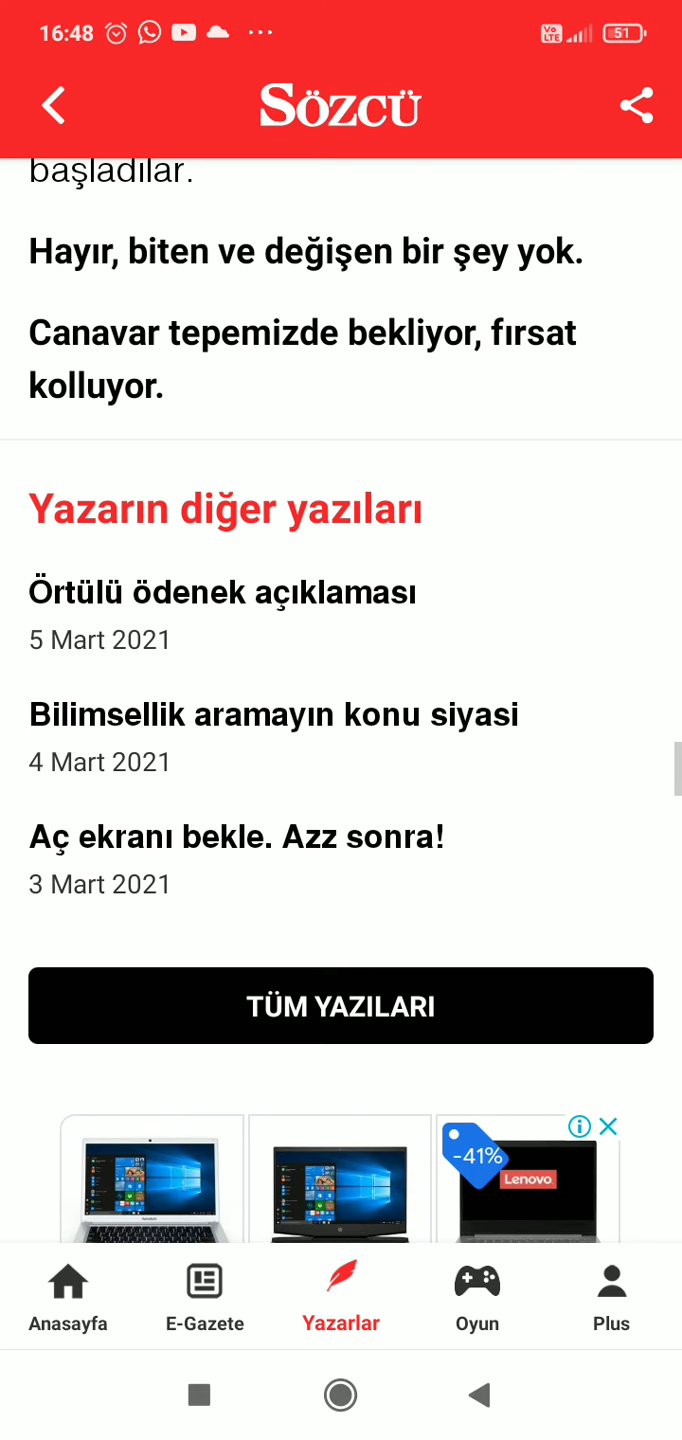 16:48
VoLTE
51
SÖZCÜ
başladılar.
Hayır, biten ve değişen bir şey yok.
Canavar tepemizde bekliyor, fırsat
kolluyor.
Yazarın diğer yazıları
Örtülü ödenek açıklaması
5 Mart 2021
Bilimsellik aramayın konu siyasi
4 Mart 2021
Aç ekranı bekle. Azz sonra!
3 Mart 2021
TÜM YAZILARI
-41%
Lenovo
Anasayfa
E-Gazete
Yazarlar
Oyun
Plus